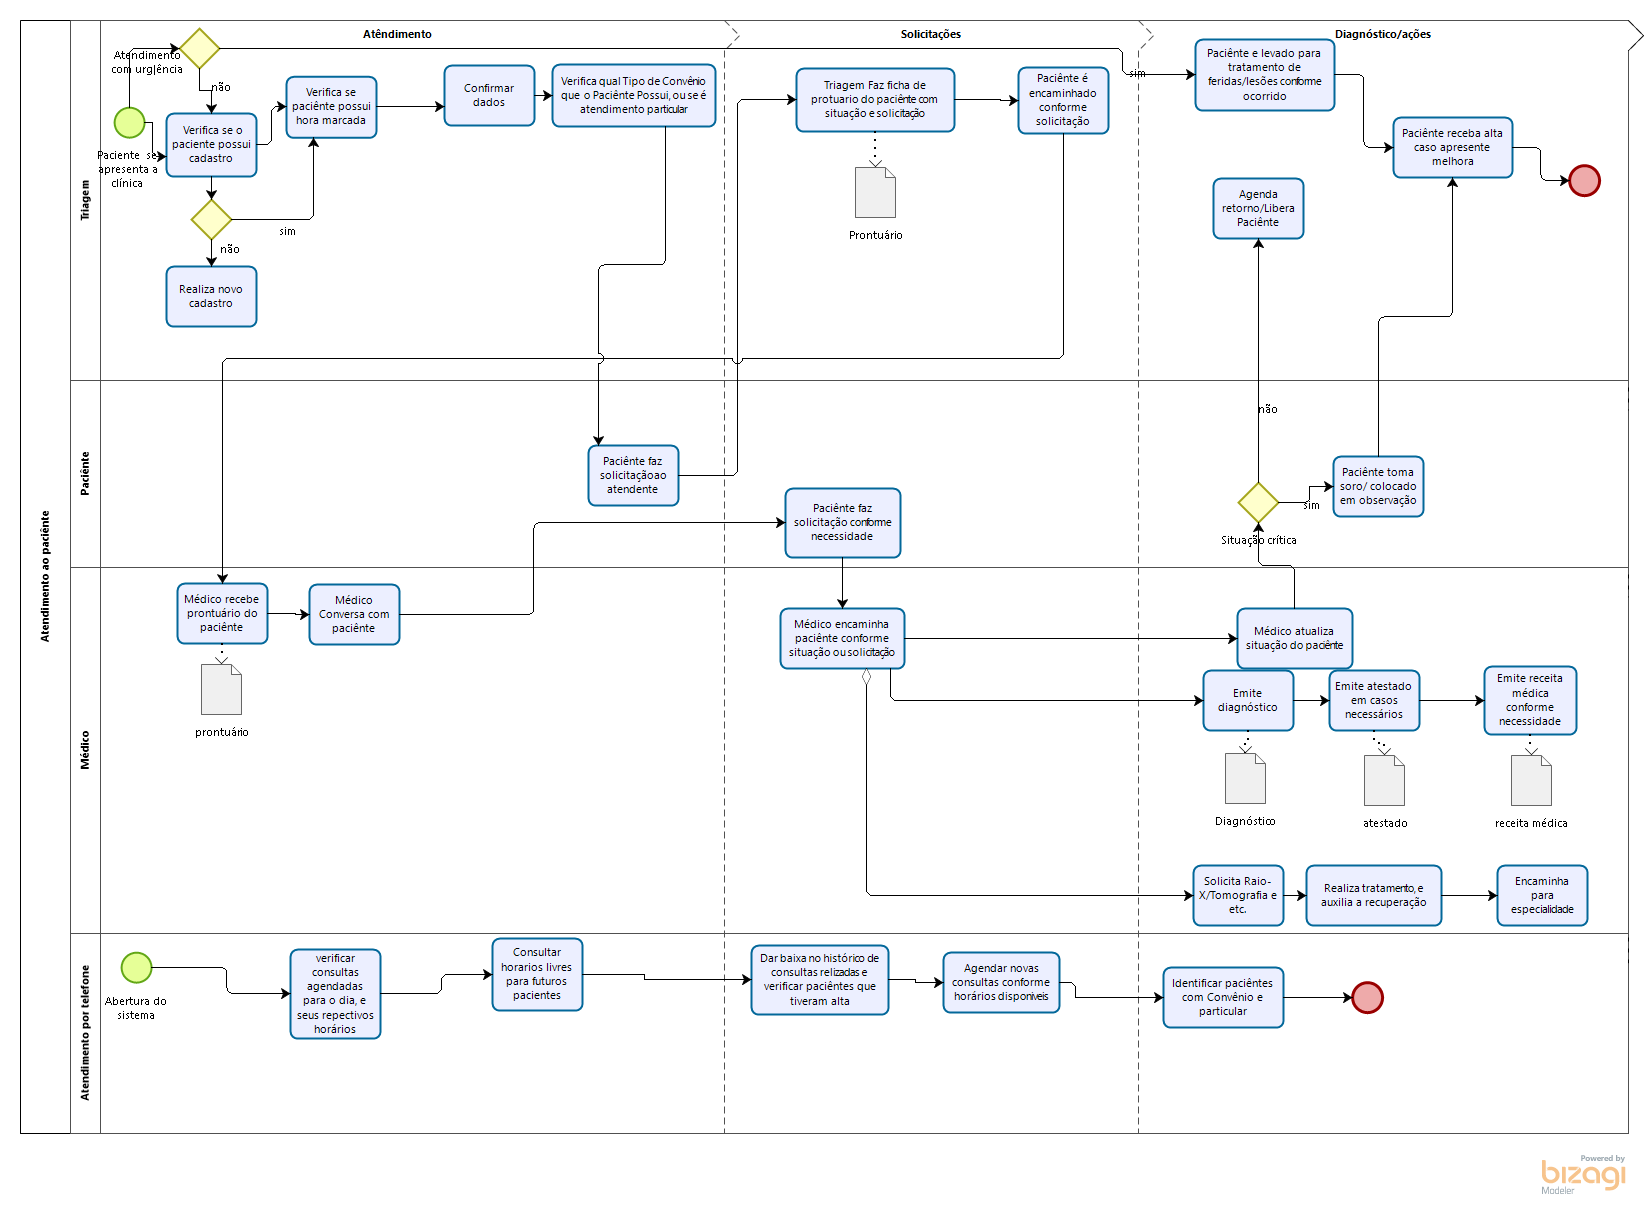 Atêndimento
Solicitações
Diagnóstico/ações
Atendimento ao paciênte
Triagem
Atendimento
com urgência
não
Paciente se
apresenta a
clínica
Verifica se o
paciente possui
cadastro
sim
não
Realiza novo
cadastro
Verifica se
paciênte possui
hora marcada
Confirmar
dados
Verifica qual Tipo de Convênio
que o Paciênte Possui, ou se é
atendimento particular
Triagem Faz ficha de
protuario do paciênte com
situação e solicitação
Prontuário
Paciênte é
encaminhado
conforme
solicitação
sim
Paciênte e levado para
tratamento de
feridas/lesões conforme
ocorrido
Paciênte receba alta
caso apresente
melhora
Agenda
retorno/Libera
Paciênte
Paciênte
Paciênte faz
solicitaçãoao
atendente
Paciênte faz
solicitação conforme
necessidade
não
Situação crítica
sim
Paciênte toma
soro/ colocado
em observação
Médico
Médico recebe
prontuário do
paciênte
prontuário
Médico
Conversa com
paciênte
Médico encaminha
paciênte conforme
situação ou solicitação
Médico atualiza
situação do paciênte
Emite
diagnóstico
Diagnóstico
Emite atestado
em casos
necessários
atestado
Emite receita
médica
conforme
necessidade
receita médica
Solicita Raio-
X/Tomografia e
etc.
Realiza tratamento, e
auxilia a recuperação
Encaminha
para
especialidade
Atendimento por telefone
Abertura do
sistema
verificar
consultas
agendadas
para o dia, e
seus repectivos
horários
Consultar
horarios livres
para futuros
pacientes
Dar baixa no histórico de
consultas relizadas e
verificar paciêntes que
tiveram alta
Agendar novas
consultas conforme
horários disponiveis
Identificar paciêntes
com Convênio e
particular
Powered by
bizagi
Modeler